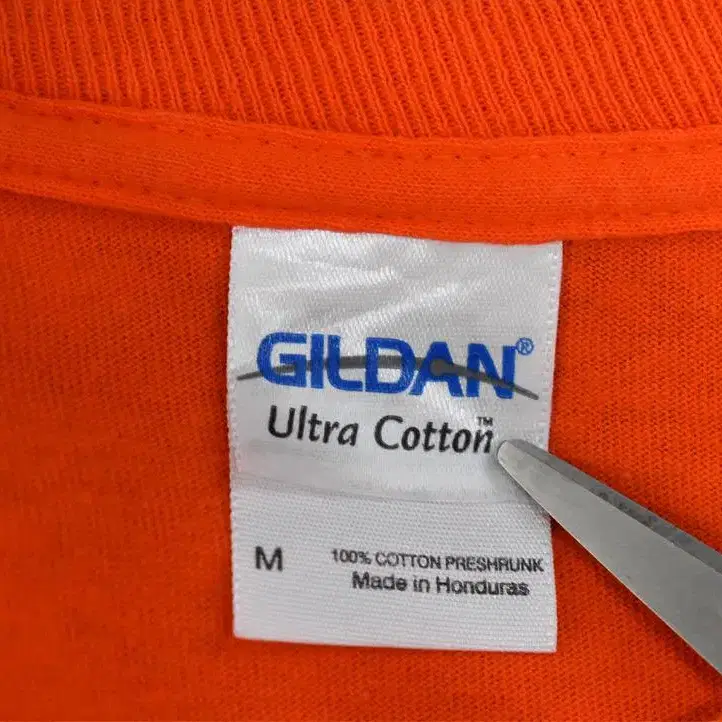 GILDAN®
Ultra Cotton™
M
100% COTTON PRESHRUNK
Made in Honduras